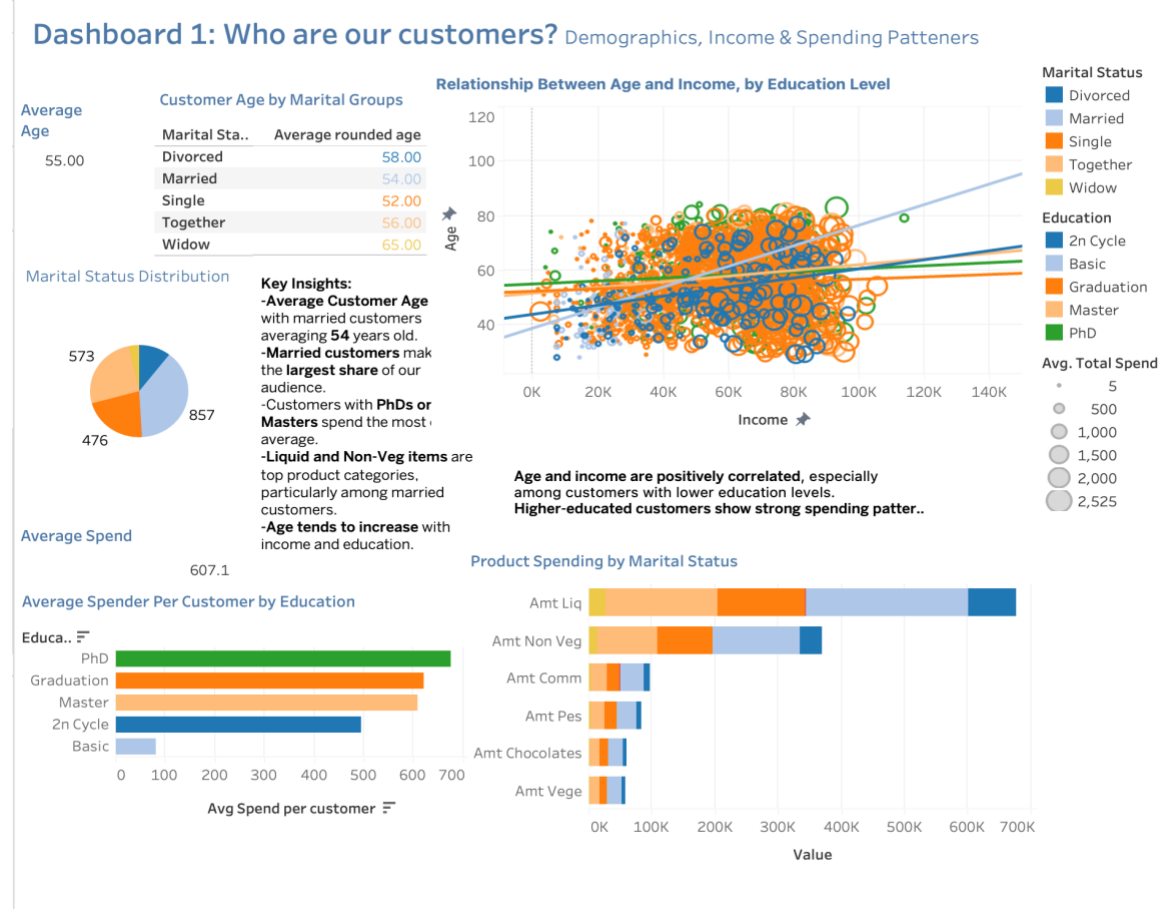 Dashboard 1: Who are our customers? Demographics, Income & Spending Patteners
Average
Age
55.00
Customer Age by Marital Groups
Marital Sta.. Average rounded age
Divorced 58.00
Married 54.00
Single 52.00
Together 56.00
Widow 65.00
Marital Status Distribution
573
857
476
Key Insights:
-Average Customer Age
with married customers
averaging 54 years old.
-Married customers mak
the largest share of our
audience.
-Customers with PhDs or
Masters spend the most
average.
-Liquid and Non-Veg items are
top product categories,
particularly among married
customers.
-Age tends to increase with
income and education.
Relationship Between Age and Income, by Education Level
Age
120
100
80
60
40
0K 20K 40K 60K 80K 100K 120K 140K
Income
Age and income are positively correlated, especially
among customers with lower education levels.
Higher-educated customers show strong spending patter..
Marital Status
Divorced
Married
Single
Together
Widow
Education
2n Cycle
Basic
Graduation
Master
PhD
Avg. Total Spend
5
500
1,000
1,500
2,000
2,525
Average Spend
607.1
Average Spender Per Customer by Education
Educa..
PhD
Graduation
Master
2n Cycle
Basic
0 100 200 300 400 500 600 700
Avg Spend per customer
Product Spending by Marital Status
Amt Liq
Amt Non Veg
Amt Comm
Amt Pes
Amt Chocolates
Amt Vege
0K 100K 200K 300K 400K 500K 600K 700K
Value